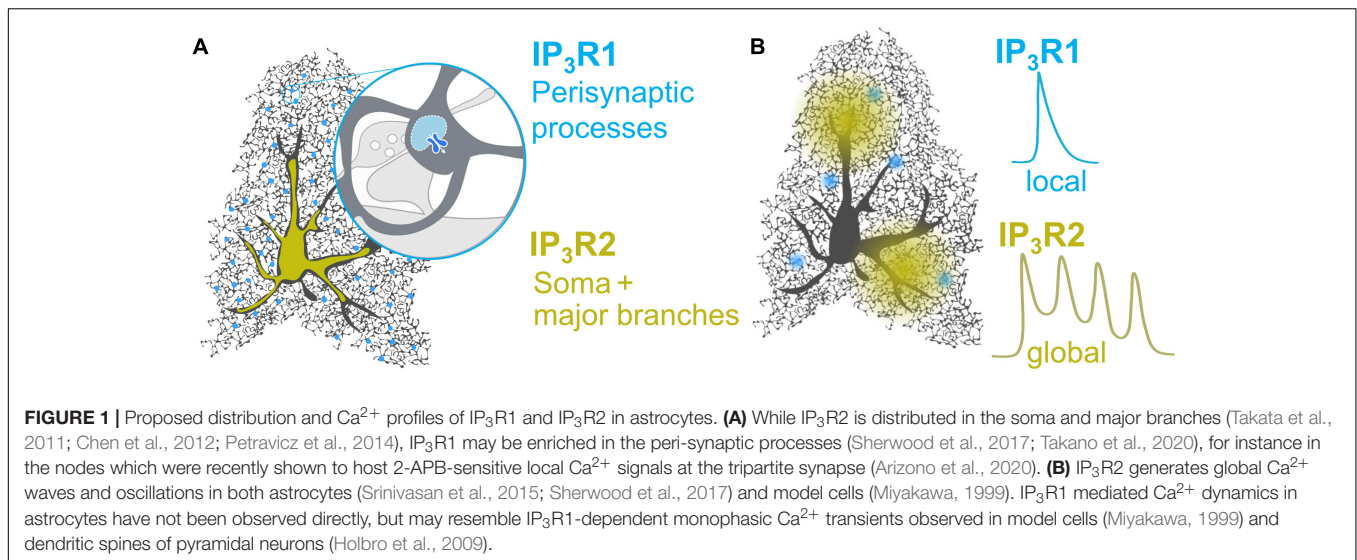 A
IP₃R1
Perisynaptic
processes
IP₃R2
Soma +
major branches
B
IP₃R1
local
IP₃R2
global
FIGURE 1 | Proposed distribution and Ca²⁺ profiles of IP₃R1 and IP₃R2 in astrocytes. (A) While IP₃R2 is distributed in the soma and major branches (Takata et al.,
2011; Chen et al., 2012; Petravicz et al., 2014), IP₃R1 may be enriched in the peri-synaptic processes (Sherwood et al., 2017; Takano et al., 2020), for instance in
the nodes which were recently shown to host 2-APB-sensitive local Ca²⁺ signals at the tripartite synapse (Arizono et al., 2020). (B) IP₃R2 generates global Ca²⁺
waves and oscillations in both astrocytes (Srinivasan et al., 2015; Sherwood et al., 2017) and model cells (Miyakawa, 1999). IP₃R1 mediated Ca²⁺ dynamics in
astrocytes have not been observed directly, but may resemble IP₃R1-dependent monophasic Ca²⁺ transients observed in model cells (Miyakawa, 1999) and
dendritic spines of pyramidal neurons (Holbro et al., 2009).